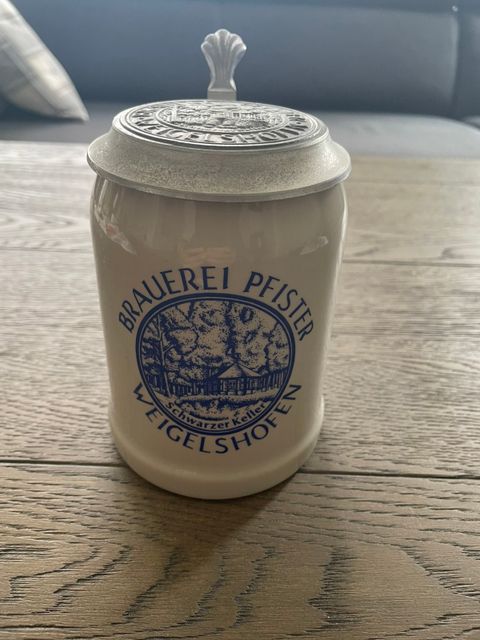 BRAUEREI PFISTER
Schwarzer Keller
WEIGELSHOFEN